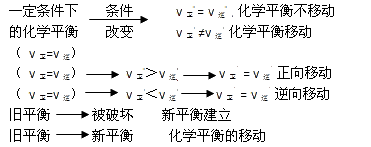 一定条件下 条件 v正' = v逆' 化学平衡不移动
的化学平衡 改变 v正' ≠v逆' 化学平衡移动
（ v正=v逆）
（ v正=v逆） v正'＞v逆' v正" = v逆" 正向移动
（ v正=v逆） v正'＜v逆' v正" = v逆" 逆向移动
旧平衡 被破坏 新平衡建立
旧平衡 新平衡 化学平衡的移动